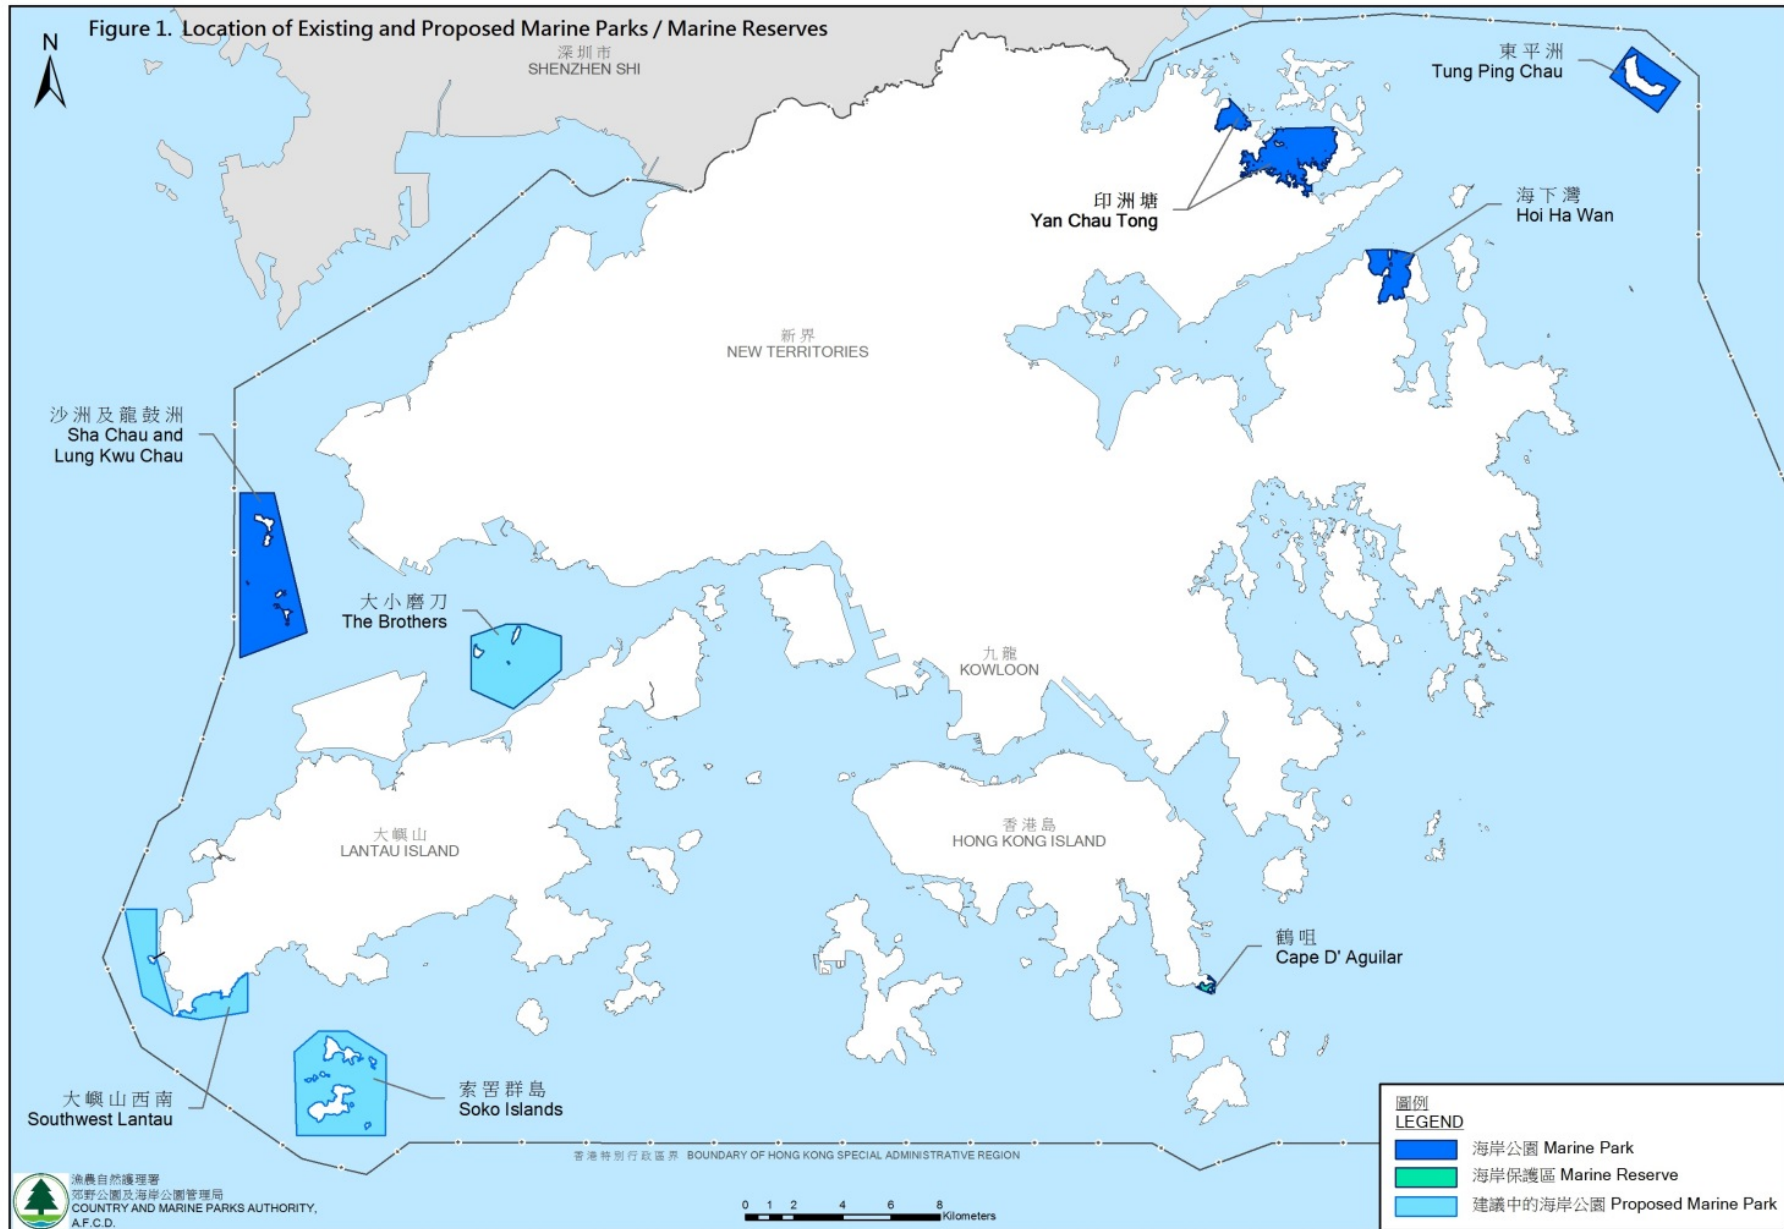 Figure 1. Location of Existing and Proposed Marine Parks / Marine Reserves
N
深圳市
SHENZHEN SHI
東平洲
Tung Ping Chau
印洲塘
Yan Chau Tong
海下灣
Hoi Ha Wan
新界
NEW TERRITORIES
沙洲及龍鼓洲
Sha Chau and
Lung Kwu Chau
大小磨刀
The Brothers
九龍
KOWLOON
大嶼山
LANTAU ISLAND
香港島
HONG KONG ISLAND
鶴咀
Cape D' Aguilar
大嶼山西南
Southwest Lantau
索罟群島
Soko Islands
香港特別行政區界 BOUNDARY OF HONG KONG SPECIAL ADMINISTRATIVE REGION
圖例
LEGEND
海岸公園 Marine Park
海岸保護區 Marine Reserve
建議中的海岸公園 Proposed Marine Park
漁農自然護理署
郊野公園及海岸公園管理局
COUNTRY AND MARINE PARKS AUTHORITY,
A.F.C.D.
0 1 2 4 6 8
Kilometers